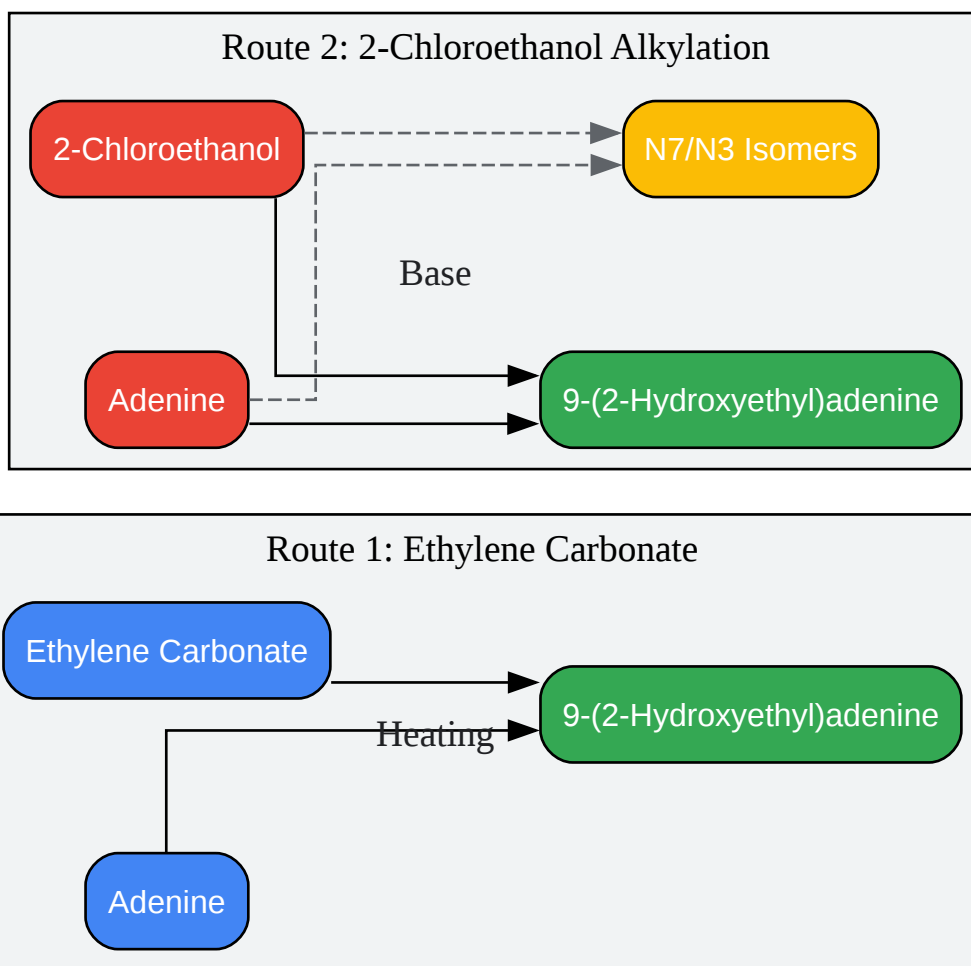 Route 2: 2-Chloroethanol Alkylation
2-Chloroethanol
N7/N3 Isomers
Base
Adenine
9-(2-Hydroxyethyl)adenine
Route 1: Ethylene Carbonate
Ethylene Carbonate
9-(2-Hydroxyethyl)adenine
Heating
Adenine